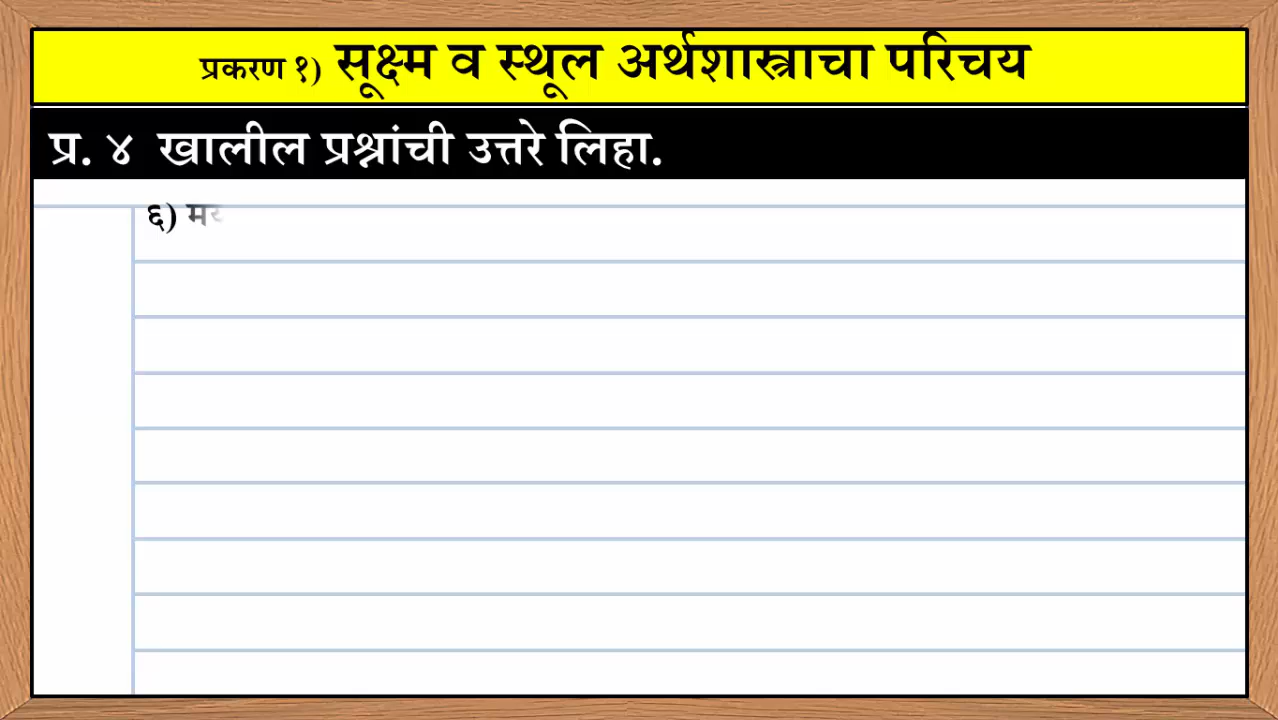 प्रकरण १) सूक्ष्म व स्थूल अर्थशास्त्राचा परिचय
प्र. ४ खालील प्रश्नांची उत्तरे लिहा.
६)